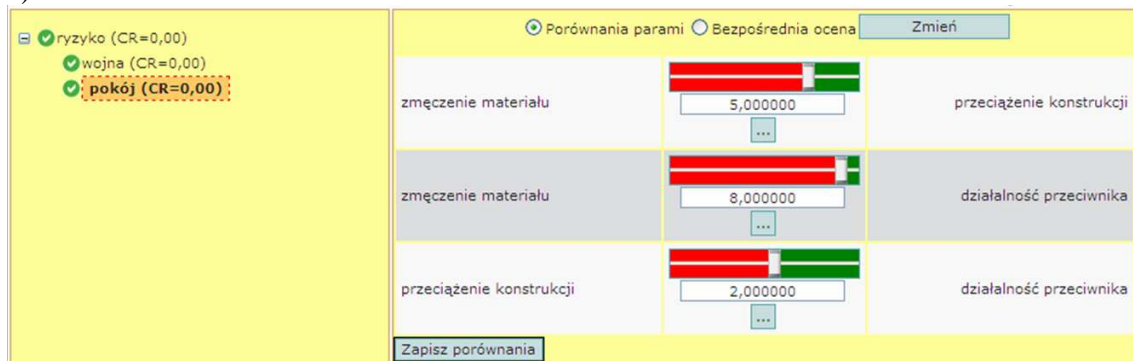 ryzyko (CR=0,00)
wojna (CR=0,00)
pokój (CR=0,00)
Porównania parami Bezpośrednia ocena Zmień
zmęczenie materiału 5,000000 przeciążenie konstrukcji
...
zmęczenie materiału 8,000000 działalność przeciwnika
...
przeciążenie konstrukcji 2,000000 działalność przeciwnika
...
Zapisz porównania